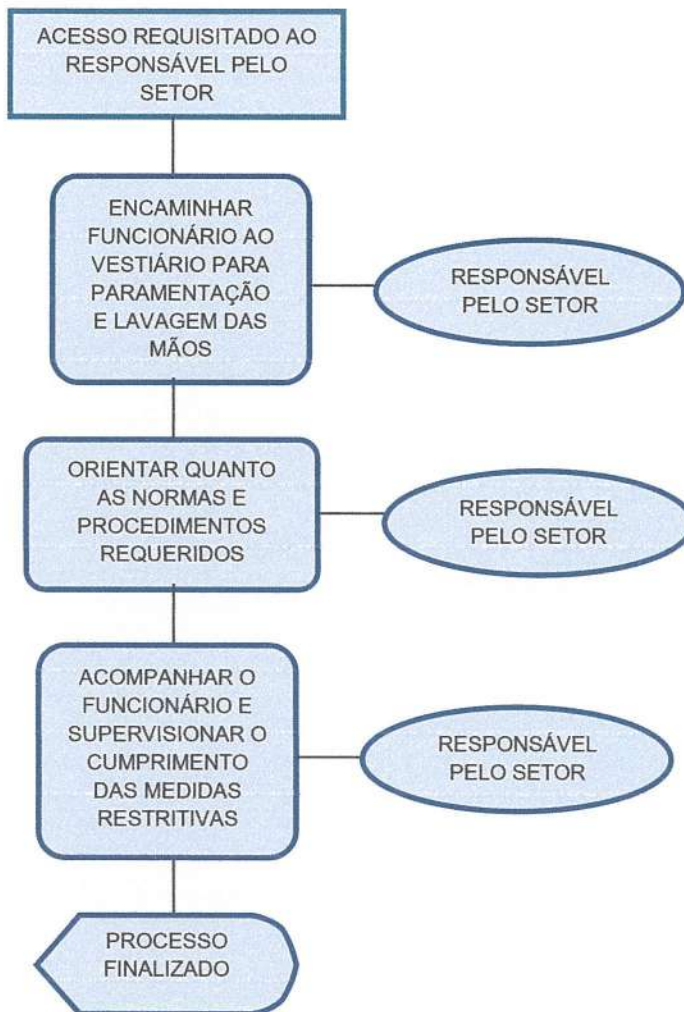 ACESSO REQUISITADO AO
RESPONSÁVEL PELO
SETOR
ENCAMINHAR
FUNCIONÁRIO AO
VESTIÁRIO PARA
PARAMENTAÇÃO
E LAVAGEM DAS
MÃOS
RESPONSÁVEL
PELO SETOR
ORIENTAR QUANTO
AS NORMAS E
PROCEDIMENTOS
REQUERIDOS
RESPONSÁVEL
PELO SETOR
ACOMPANHAR O
FUNCIONÁRIO E
SUPERVISIONAR O
CUMPRIMENTO
DAS MEDIDAS
RESTRITIVAS
RESPONSÁVEL
PELO SETOR
PROCESSO
FINALIZADO